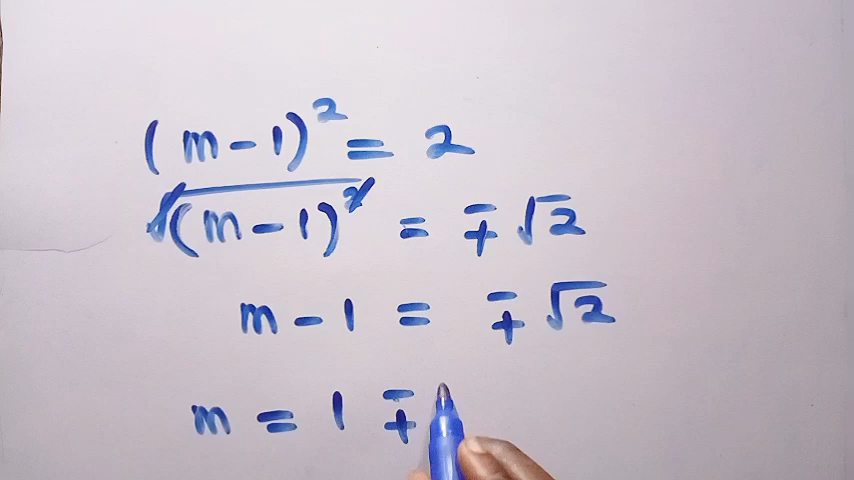 (m-1)² = 2
√(m-1)² = ∓√2
m-1 = ∓√2
m = 1 ∓